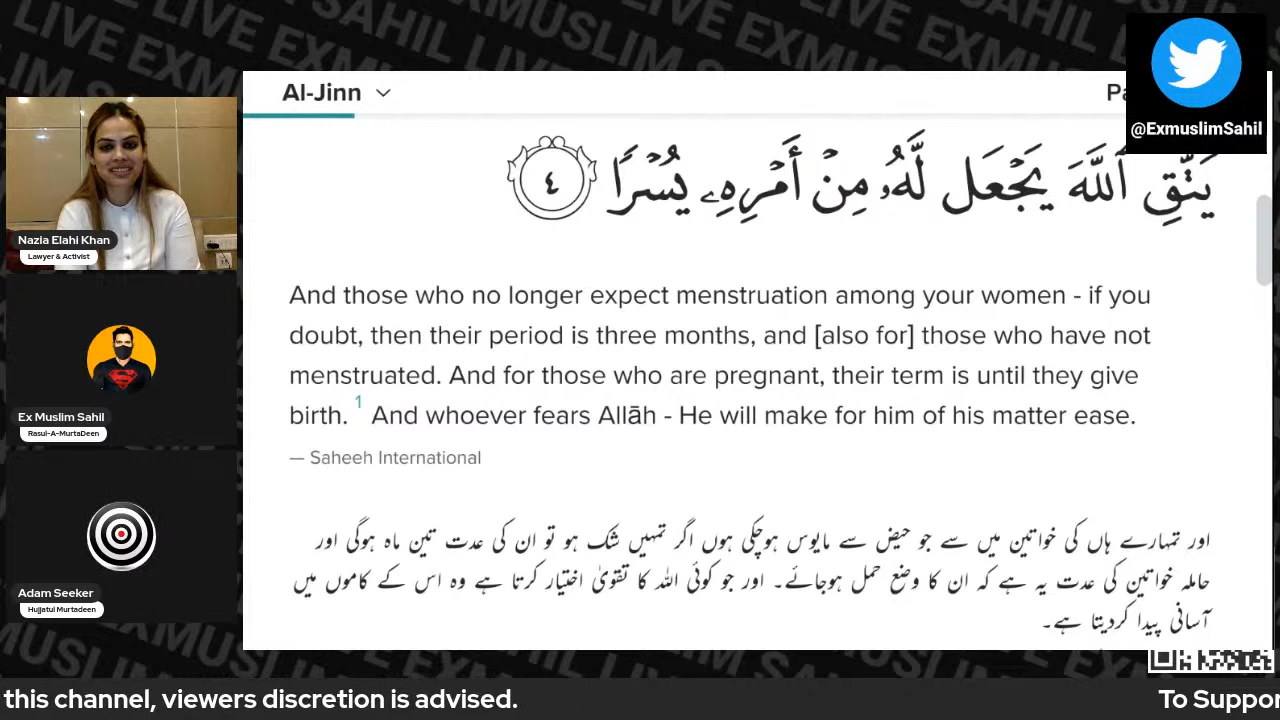 Al-Jinn
@ExmuslimSahil
يَتَّقِ ٱللَّهَ يَجْعَل لَّهُۥ مِنْ أَمْرِهِۦ يُسْرًا ٤
And those who no longer expect menstruation among your women - if you
doubt, then their period is three months, and [also for] those who have not
menstruated. And for those who are pregnant, their term is until they give
birth. 1 And whoever fears Allāh - He will make for him of his matter ease.
— Saheeh International
اور تمہارے ہاں کی خواتین میں سے جو حیض سے مایوس ہوچکی ہوں اگر تمہیں شک ہو تو ان کی عدت تین ماہ ہوگی اور
حاملہ خواتین کی عدت یہ ہے کہ ان کا وضع حمل ہوجائے۔ اور جو کوئی اللہ کا تقویٰ اختیار کرتا ہے وہ اس کے کاموں میں
آسانی پیدا کردیتا ہے۔
Nazia Elahi Khan
Lawyer & Activist
Ex Muslim Sahil
Rasul-A-MurtaDeen
Adam Seeker
Hujjatul Murtadeen
this channel, viewers discretion is advised.
To Suppor